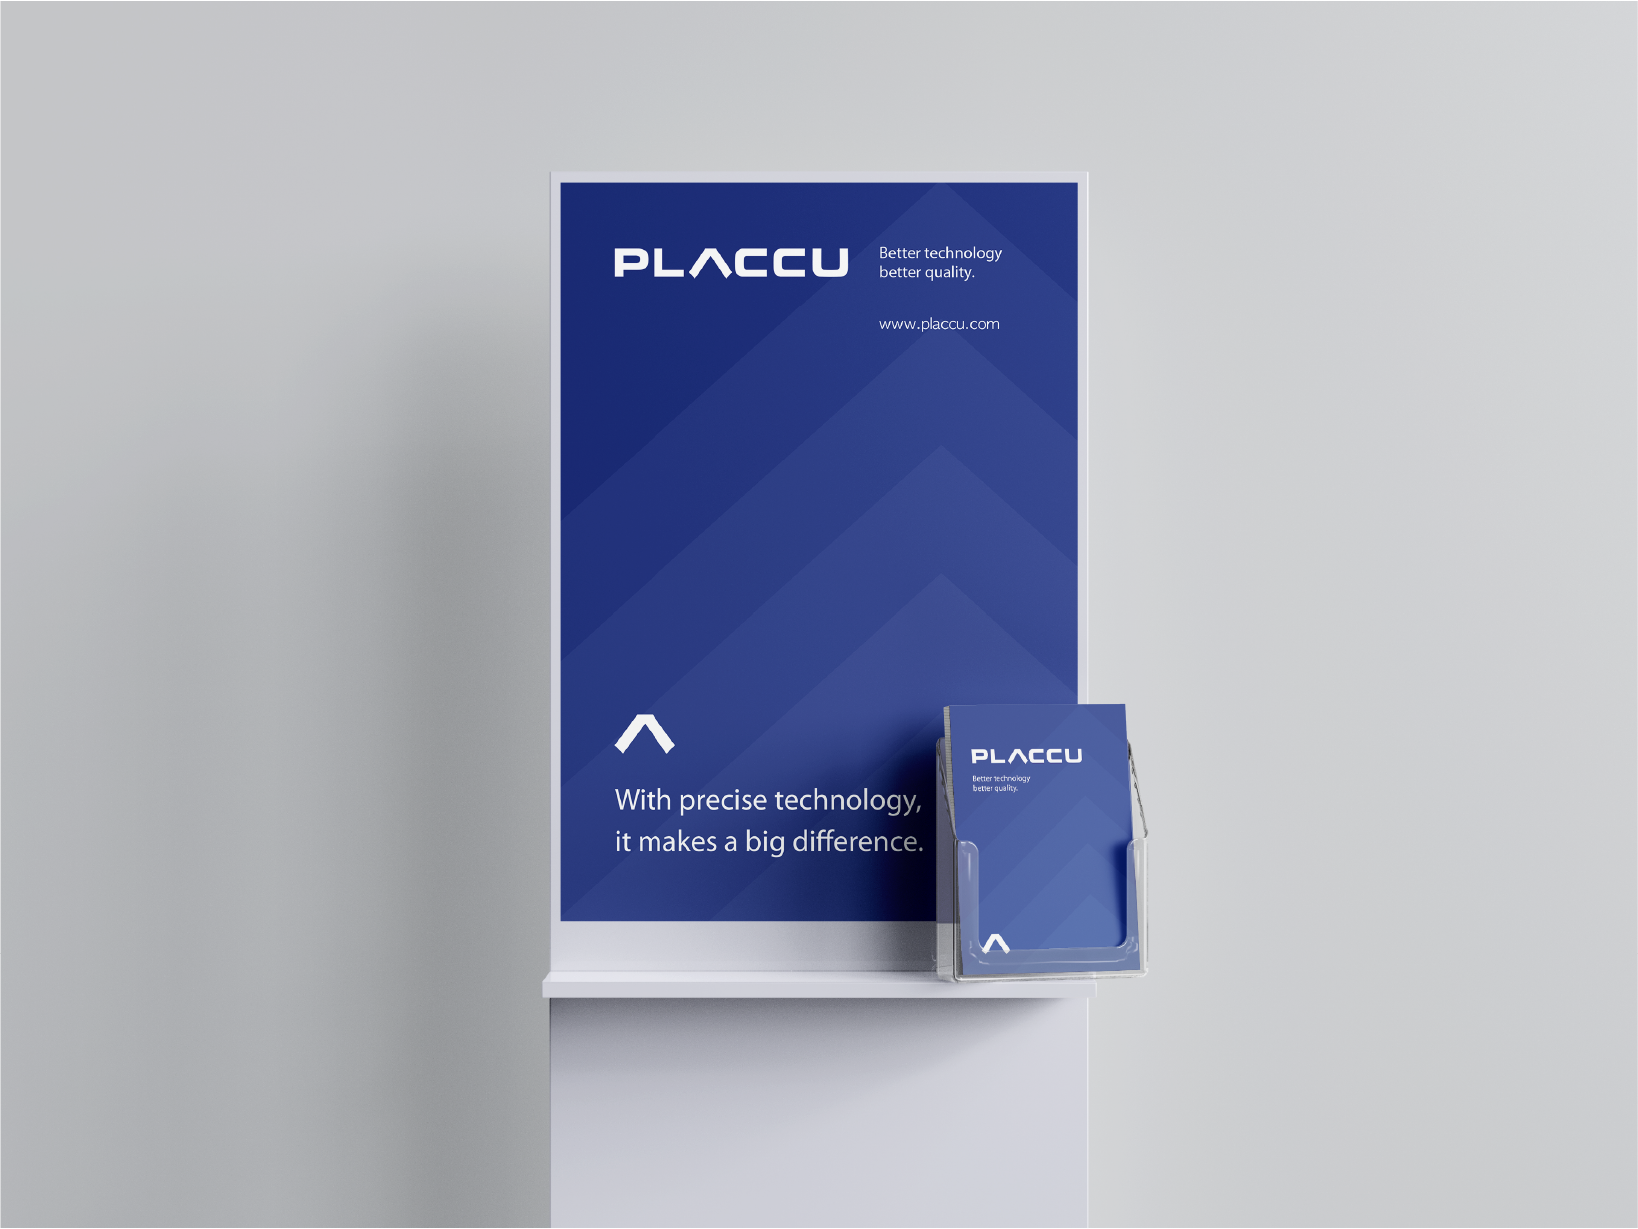 PLACCU
Better technology
better quality.
www.placcu.com
With precise technology,
it makes a big difference.
PLACCU
Better technology
better quality.